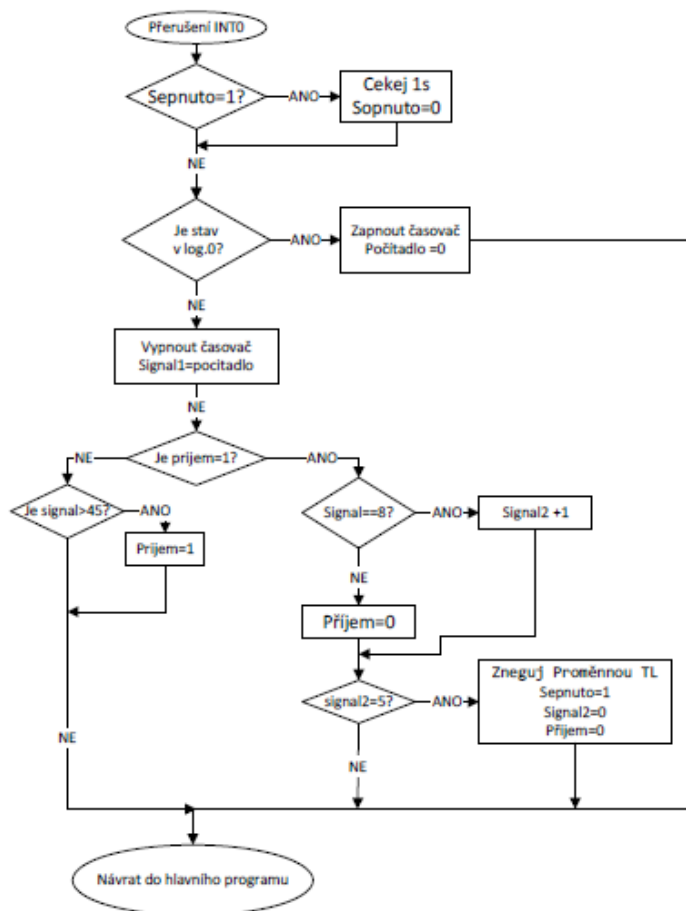 Přerušení INT0
Sepnuto=1?
ANO
Cekej 1s
Sopnuto=0
NE
Je stav
v log.0?
ANO
Zapnout časovač
Počítadlo =0
NE
Vypnout časovač
Signal1=pocitadlo
NE
NE
Je prijem=1?
ANO
Je signal>45?
ANO
Prijem=1
Signal==8?
ANO
Signal2 +1
NE
Příjem=0
signal2=5?
ANO
Zneguj Proměnnou TL
Sepnuto=1
Signal2=0
Příjem=0
NE
NE
Návrat do hlavního programu